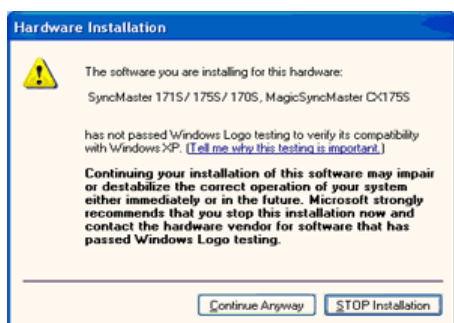 Hardware Installation
The software you are installing for this hardware:
SyncMaster 171S/ 175S/ 170S, MagicSyncMaster CX175S
has not passed Windows Logo testing to verify its compatibility
with Windows XP. (Tell me why this testing is important.)
Continuing your installation of this software may impair
or destabilize the correct operation of your system
either immediately or in the future. Microsoft strongly
recommends that you stop this installation now and
contact the hardware vendor for software that has
passed Windows Logo testing.
Continue Anyway
STOP Installation